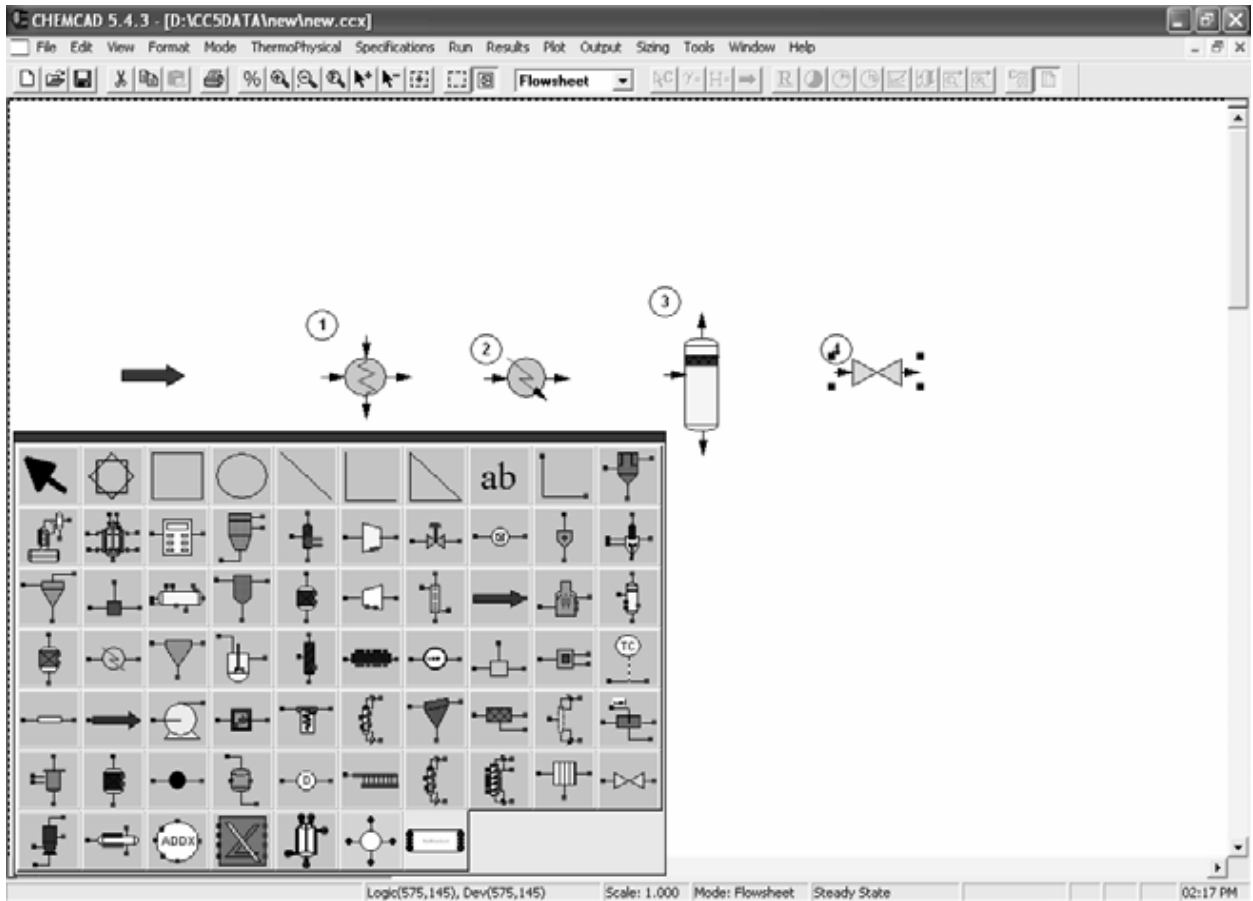 CHEMCAD 5.4.3 - [D:\CC5DATA\new\new.ccx]
File Edit View Format Mode ThermoPhysical Specifications Run Results Plot Output Sizing Tools Window Help
% Flowsheet R
3
1
2
4
ab
TC
D
ADDX
Logic(575,145), Dev(575,145) Scale: 1.000 Mode: Flowsheet Steady State 02:17 PM